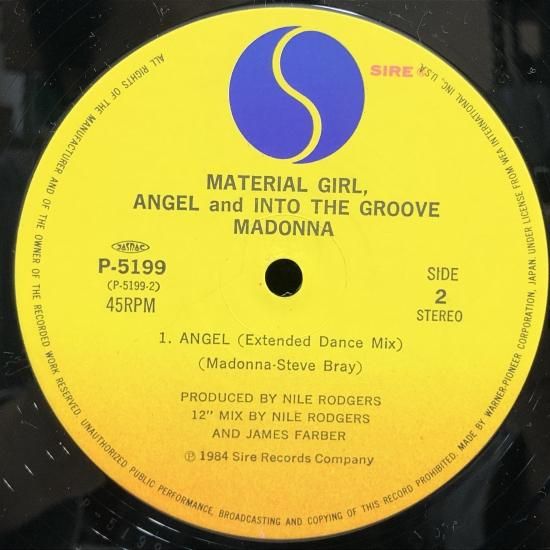 SIRE
MATERIAL GIRL,
ANGEL and INTO THE GROOVE
MADONNA
JASRAC
P-5199
(P-5199-2)
45RPM
SIDE
2
STEREO
1. ANGEL (Extended Dance Mix)
(Madonna-Steve Bray)
PRODUCED BY NILE RODGERS
12" MIX BY NILE RODGERS
AND JAMES FARBER
Ⓟ 1984 Sire Records Company
ALL RIGHTS OF THE MANUFACTURER AND OF THE OWNER OF THE RECORDED WORK RESERVED. UNAUTHORIZED PUBLIC PERFORMANCE, BROADCASTING AND COPYING OF THIS RECORD PROHIBITED. MADE BY WARNER-PIONEER CORPORATION, JAPAN. UNDER LICENSE FROM WEA INTERNATIONAL INC., U.S.A.
P-5199